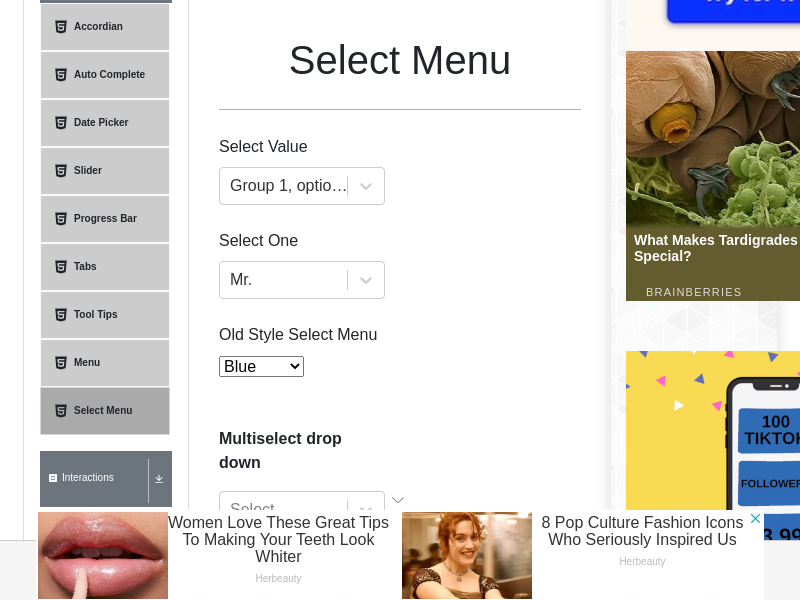 Accordian
Auto Complete
Date Picker
Slider
Progress Bar
Tabs
Tool Tips
Menu
Select Menu
Interactions
Select Menu
Select Value
Group 1, optio...
Select One
Mr.
Old Style Select Menu
Blue
Multiselect drop
down
Select...
What Makes Tardigrades
Special?
BRAINBERRIES
100
TIKTOK
FOLLOWER
Women Love These Great Tips
To Making Your Teeth Look
Whiter
Herbeauty
8 Pop Culture Fashion Icons
Who Seriously Inspired Us
Herbeauty